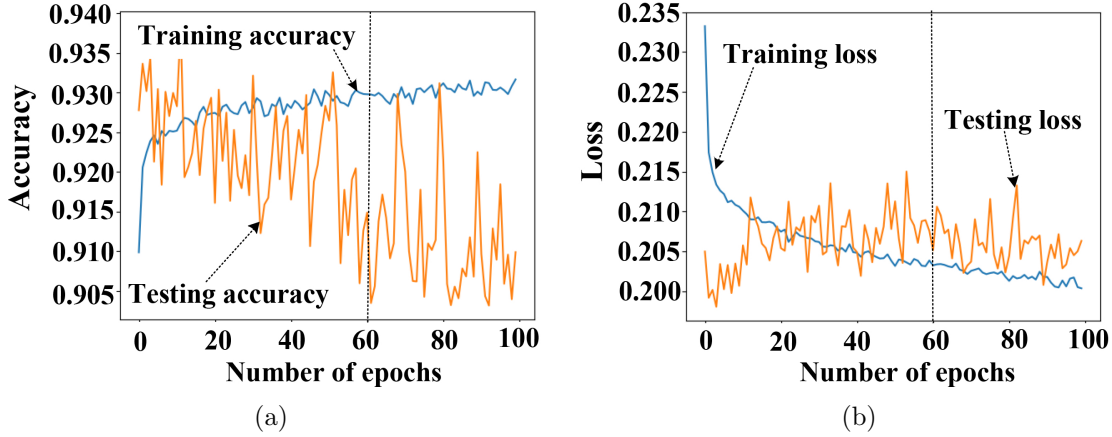 0.940
0.935
0.930
0.925
0.920
0.915
0.910
0.905
Accuracy
Training accuracy
Testing accuracy
0 20 40 60 80 100
Number of epochs
(a)
0.235
0.230
0.225
0.220
0.215
0.210
0.205
0.200
Loss
Training loss
Testing loss
0 20 40 60 80 100
Number of epochs
(b)